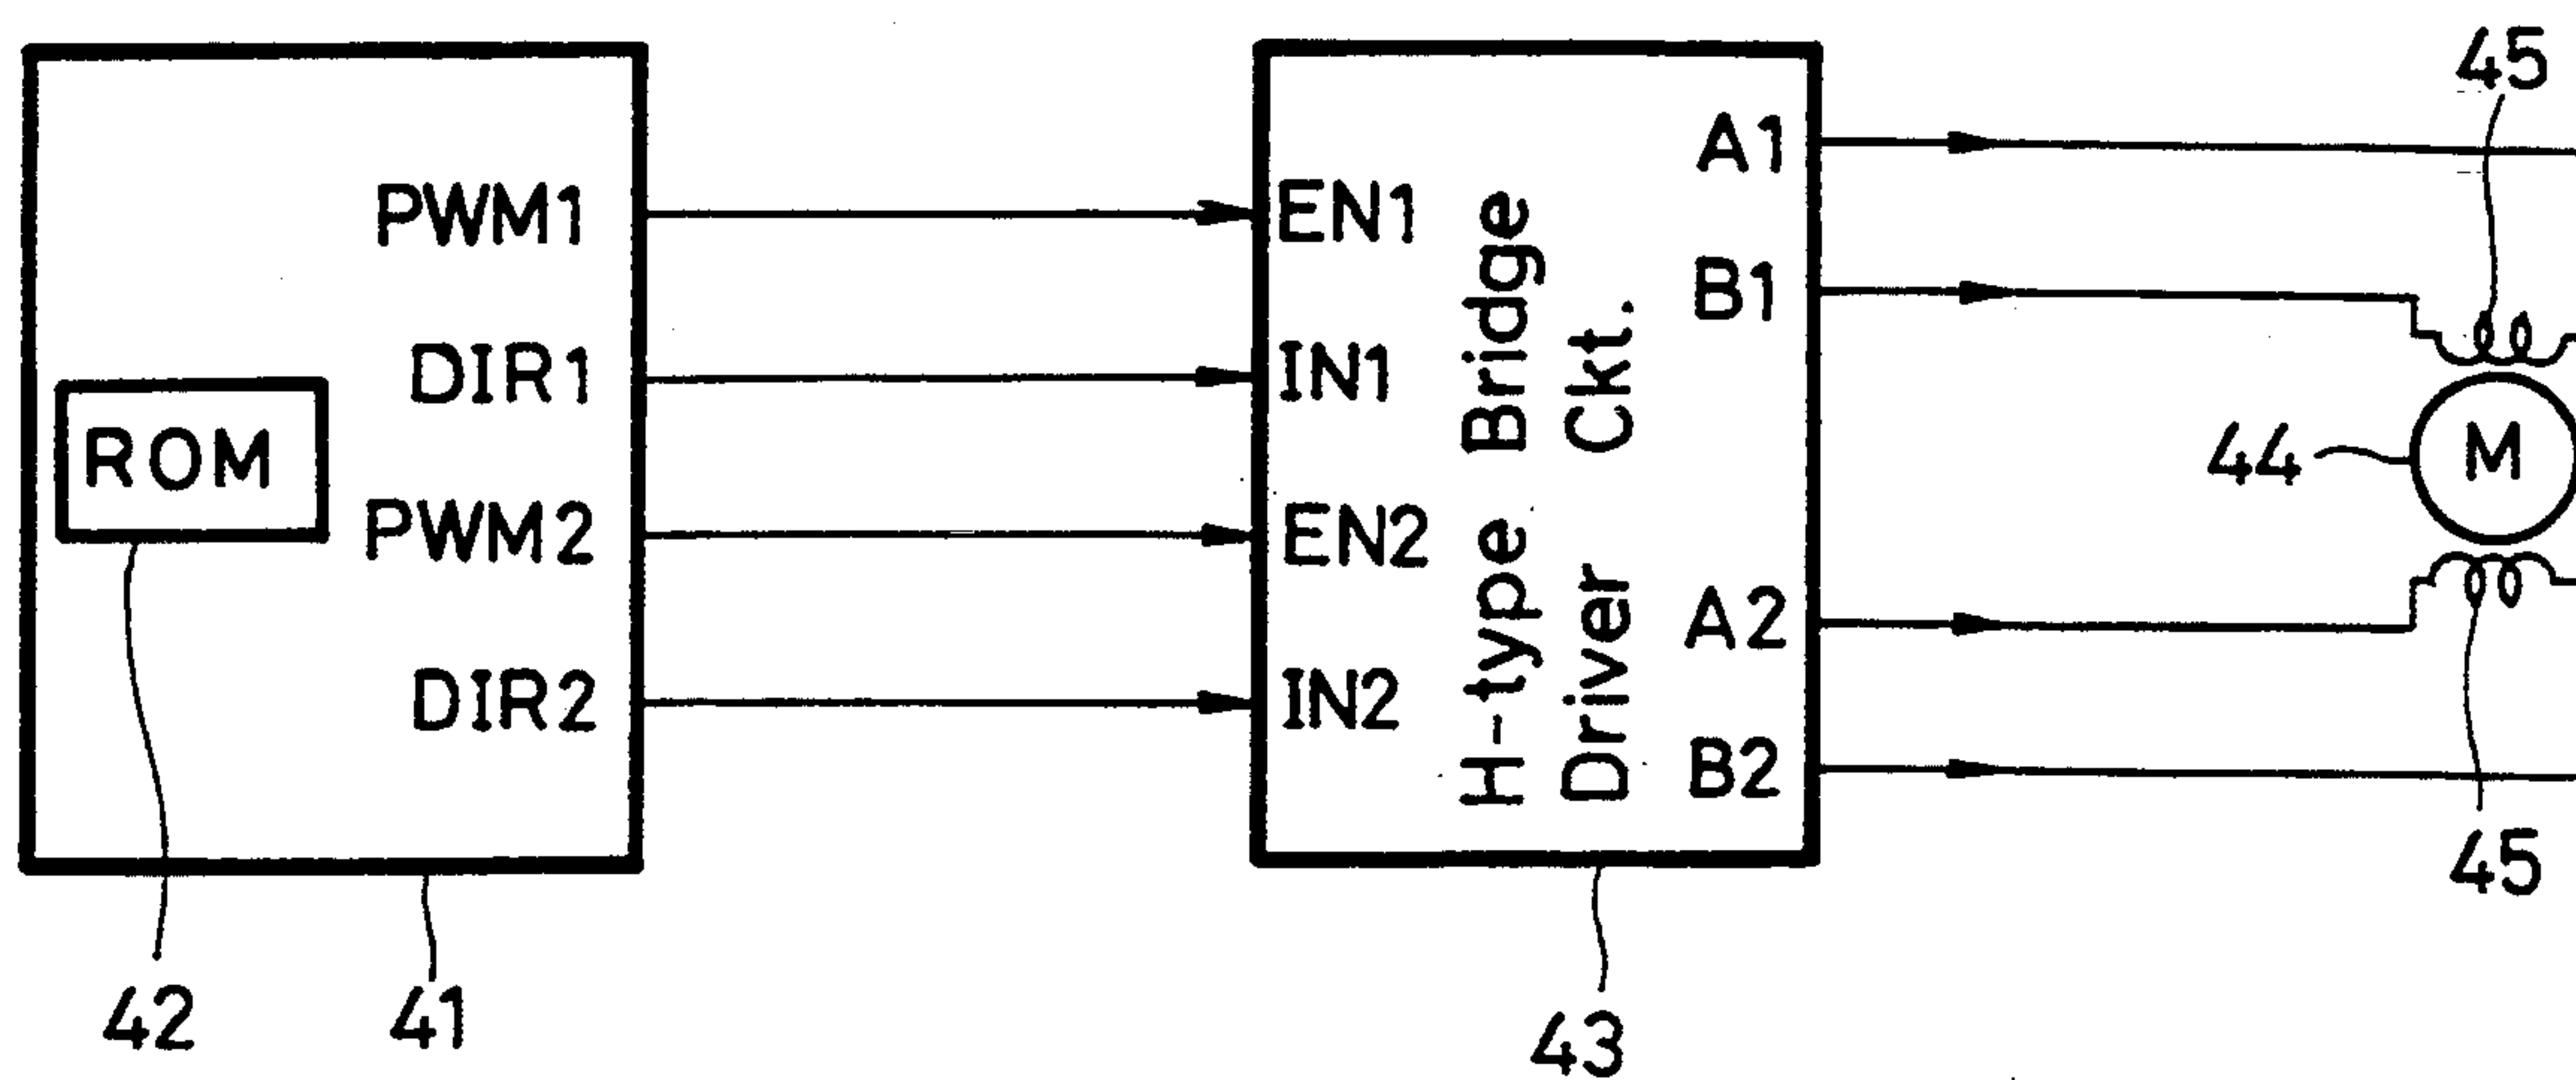 PWM1
DIR1
ROM
PWM2
DIR2
42
41
EN1
IN1
EN2
IN2
H-type Bridge
Driver Ckt.
A1
B1
A2
B2
43
45
44
M
45